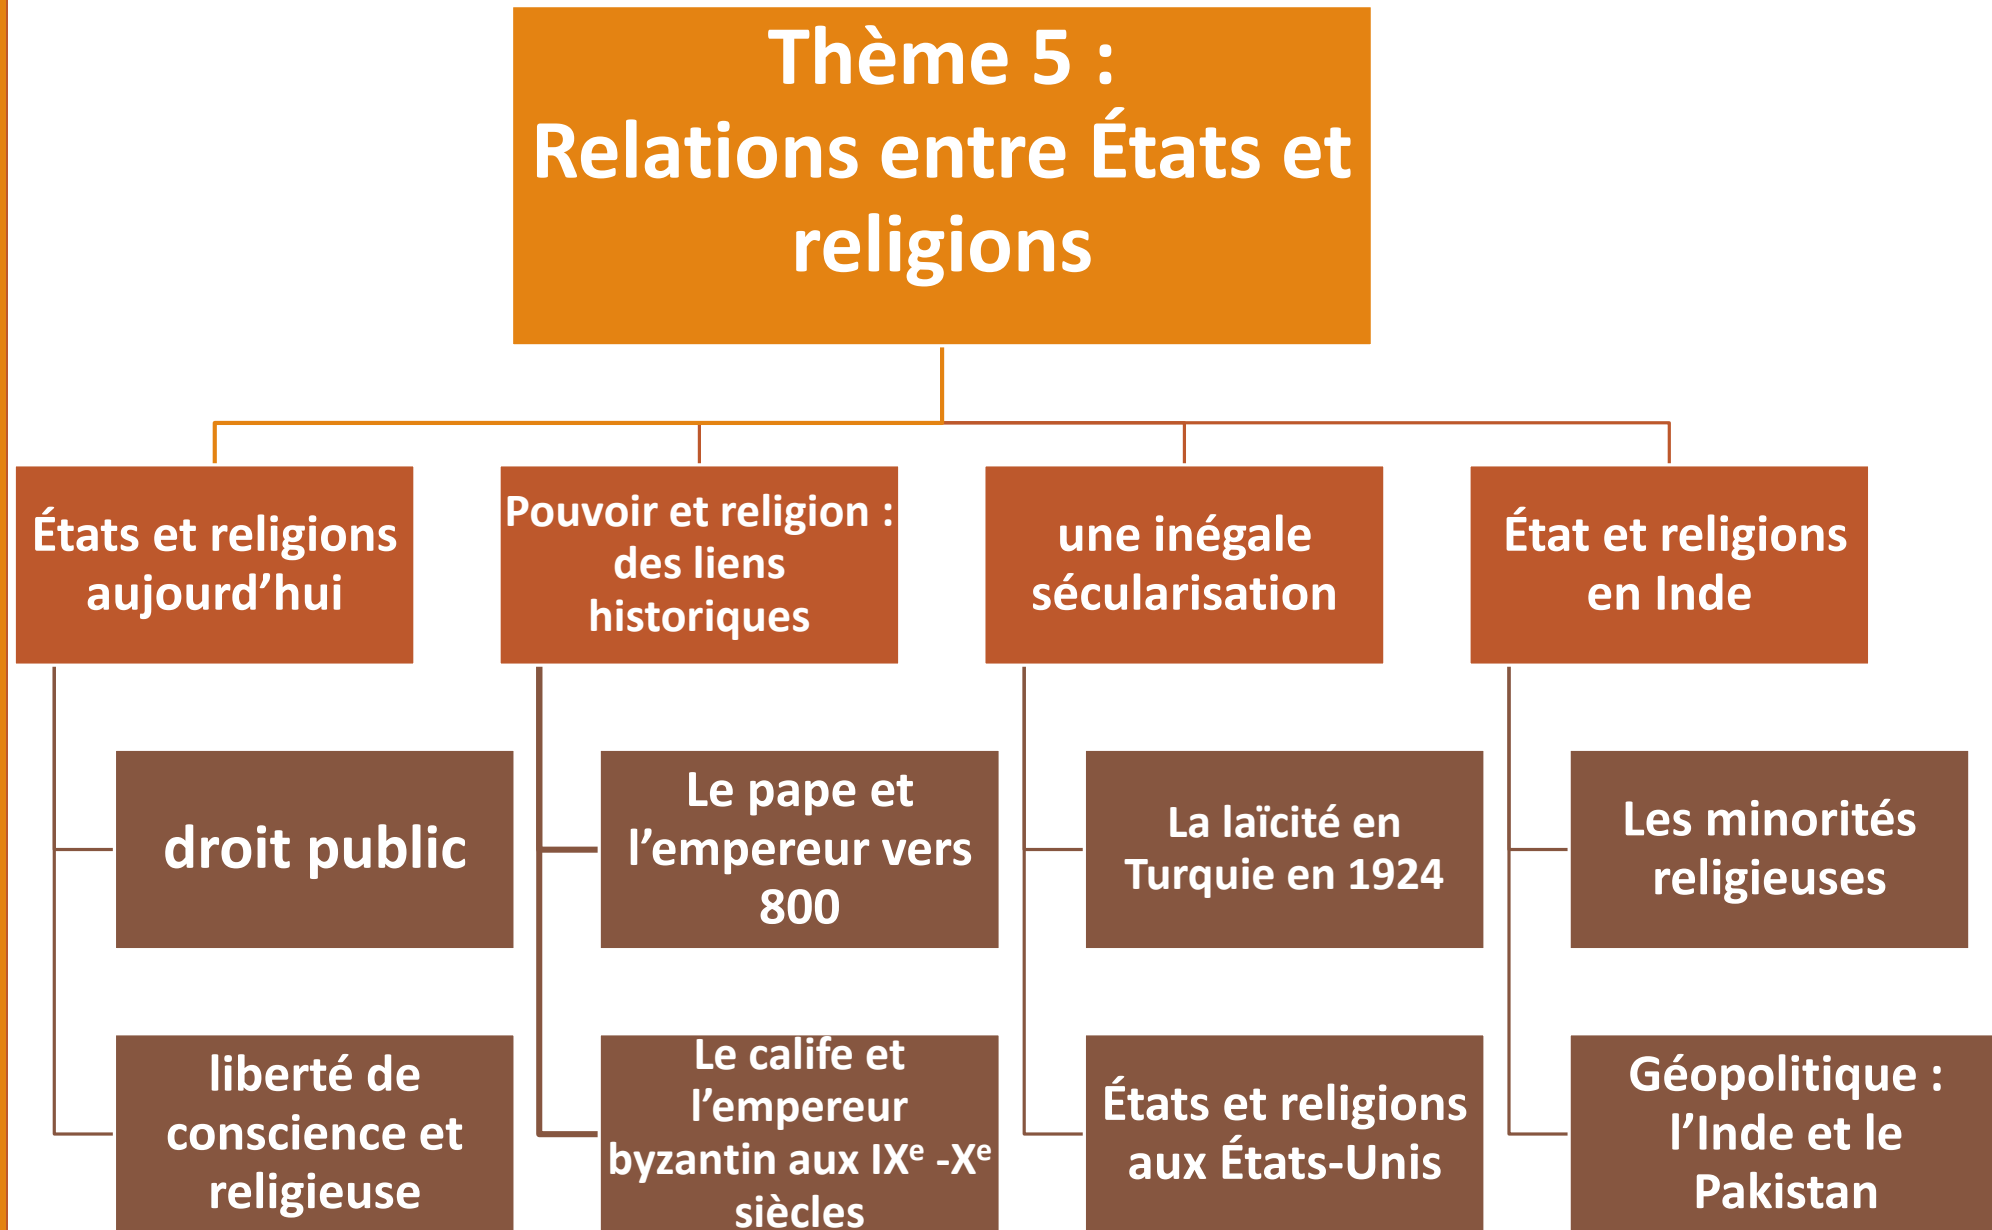 Thème 5 :
Relations entre États et
religions
États et religions
aujourd’hui
Pouvoir et religion :
des liens
historiques
une inégale
sécularisation
État et religions
en Inde
droit public
Le pape et
l’empereur vers
800
La laïcité en
Turquie en 1924
Les minorités
religieuses
liberté de
conscience et
religieuse
Le calife et
l’empereur
byzantin aux IXᵉ -Xᵉ
siècles
États et religions
aux États-Unis
Géopolitique :
l’Inde et le
Pakistan